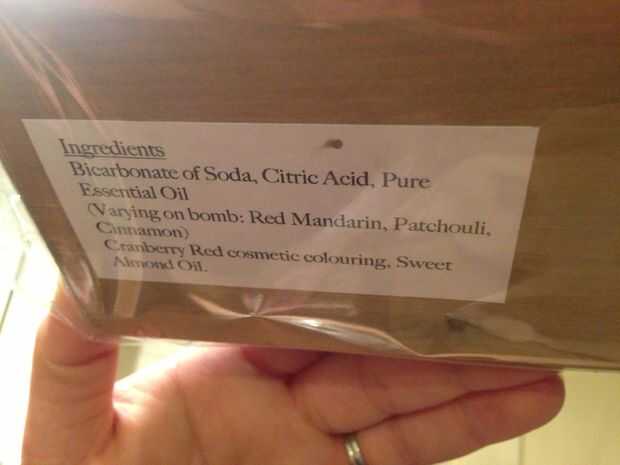 Ingredients
Bicarbonate of Soda, Citric Acid, Pure
Essential Oil
(Varying on bomb: Red Mandarin, Patchouli,
Cinnamon)
Cranberry Red cosmetic colouring, Sweet
Almond Oil.